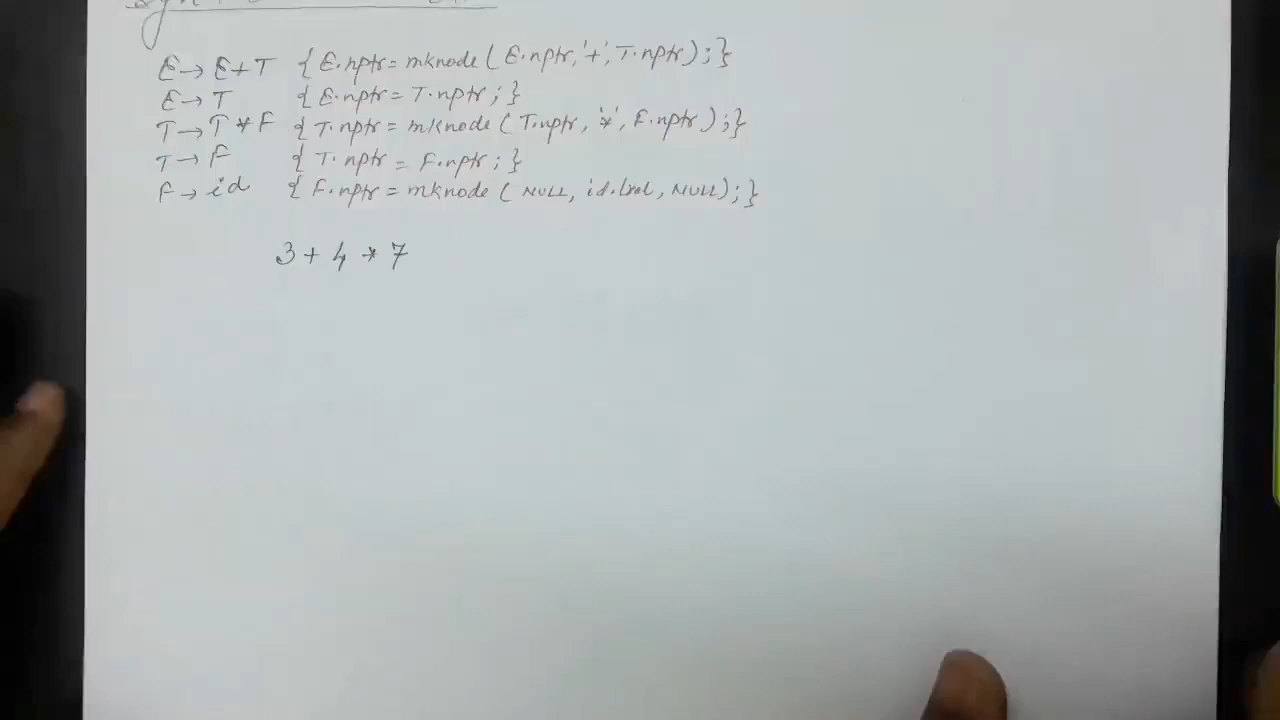 E → E + T { E.nptr = mknode ( E.nptr, '+', T.nptr ) ; }
E → T { E.nptr = T.nptr ; }
T → T * F { T.nptr = mknode ( T.nptr, '*', F.nptr ) ; }
T → F { T.nptr = F.nptr ; }
F → id { F.nptr = mknode ( NULL, id.lval, NULL ) ; }
3 + 4 * 7